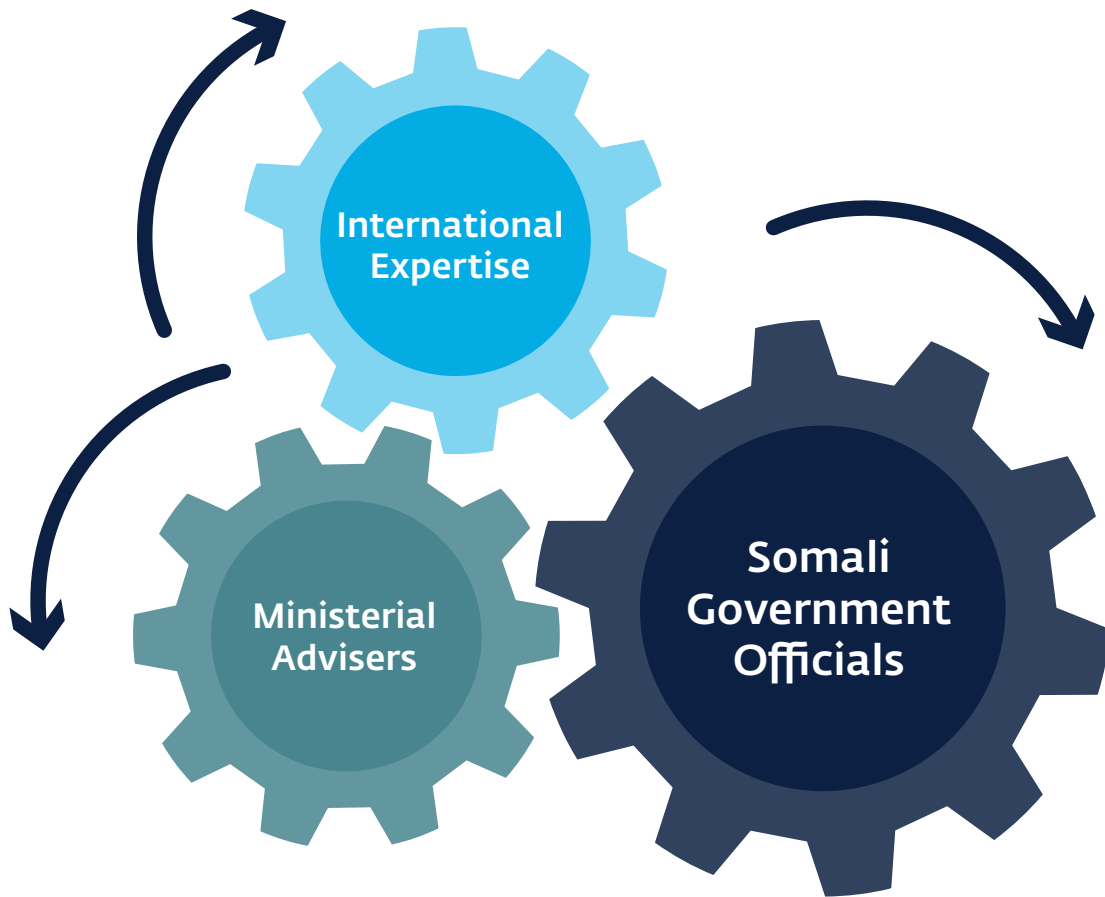 International
Expertise
Ministerial
Advisers
Somali
Government
Officials